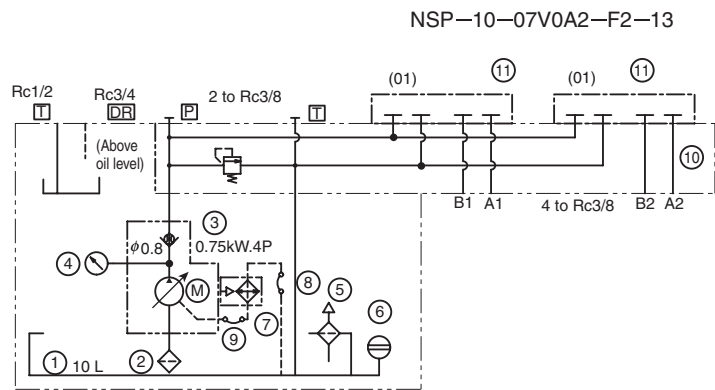 NSP－10－07V0A2－F2－13
(01) 11 (01) 11
Rc1/2 Rc3/4 2 to Rc3/8
T DR P T
(Above
oil level)
10
B1 A1 4 to Rc3/8 B2 A2
3
φ0.8 0.75kW.4P
4
M 8 5 6
7
9
1 10 L 2